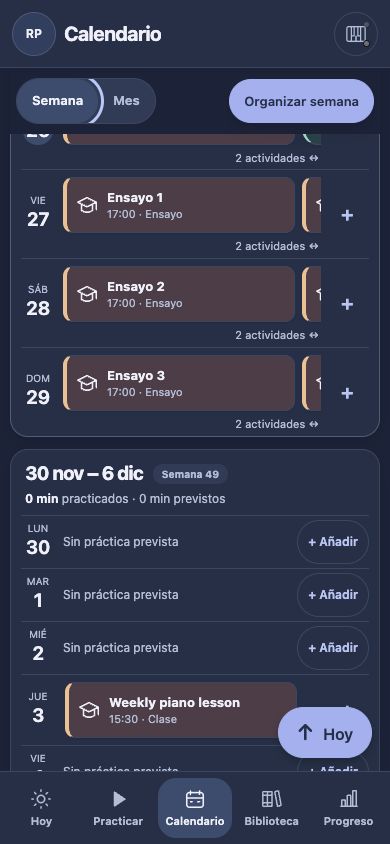 RP
Calendario
Semana
Mes
Organizar semana
2 actividades ↔
VIE
27
Ensayo 1
17:00 · Ensayo
+
2 actividades ↔
SÁB
28
Ensayo 2
17:00 · Ensayo
+
2 actividades ↔
DOM
29
Ensayo 3
17:00 · Ensayo
+
2 actividades ↔
30 nov – 6 dic
Semana 49
0 min practicados · 0 min previstos
LUN
30
Sin práctica prevista
+ Añadir
MAR
1
Sin práctica prevista
+ Añadir
MIÉ
2
Sin práctica prevista
+ Añadir
JUE
3
Weekly piano lesson
15:30 · Clase
↑ Hoy
VIE
Hoy
Practicar
Calendario
Biblioteca
Progreso